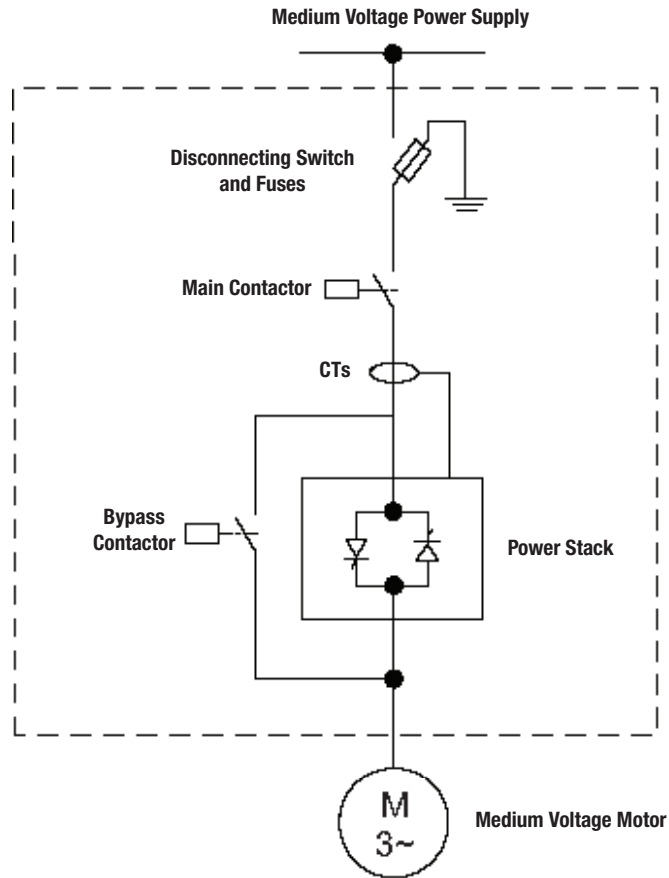 Medium Voltage Power Supply
Disconnecting Switch
and Fuses
Main Contactor
CTs
Bypass
Contactor
Power Stack
M
3~
Medium Voltage Motor